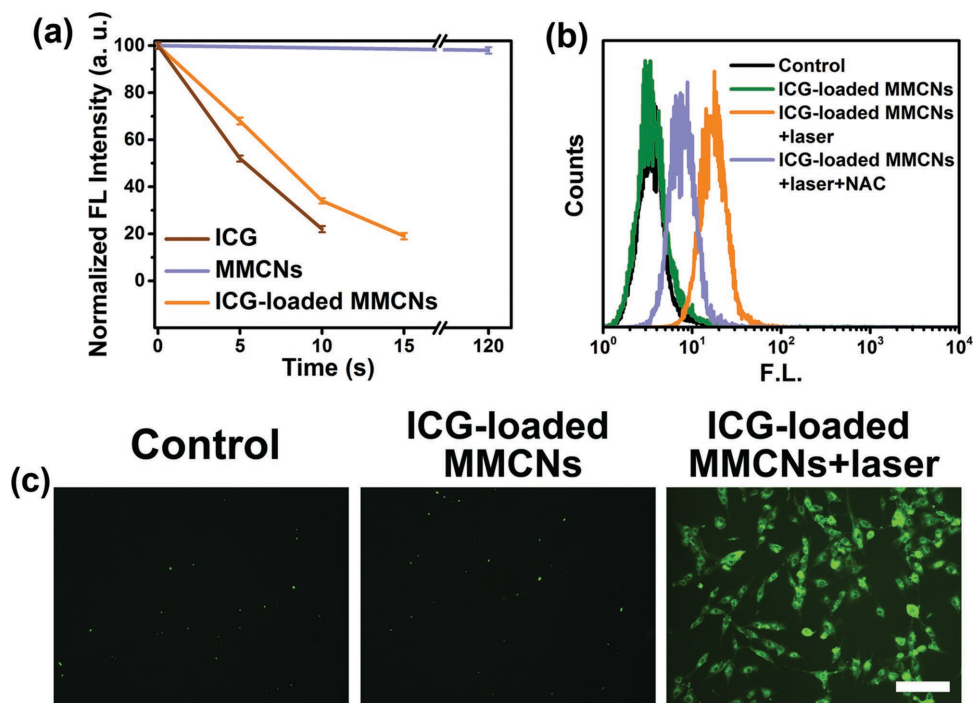 (a)
Normalized FL Intensity (a. u.)
100
80
60
40
20
0
ICG
MMCNs
ICG-loaded MMCNs
0
5
10
15
120
Time (s)
(b)
Counts
Control
ICG-loaded MMCNs
ICG-loaded MMCNs
+laser
ICG-loaded MMCNs
+laser+NAC
10⁰
10¹
10²
10³
10⁴
F.L.
(c)
Control
ICG-loaded
MMCNs
ICG-loaded
MMCNs+laser